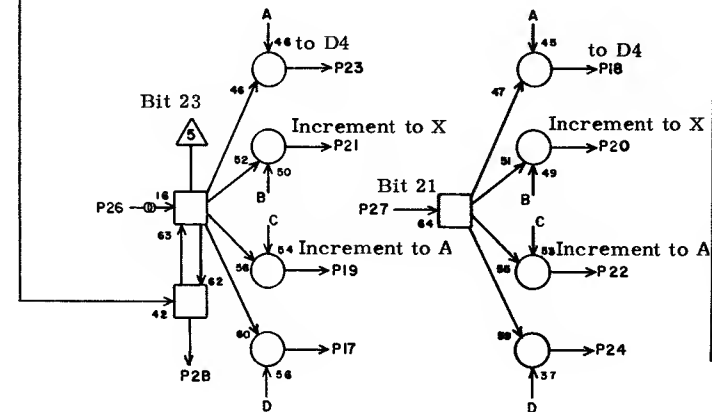 A
46 to D4
P23
46
Bit 23
5
Increment to X
P21
52
50
B
16
P26
63
C
54
Increment to A
56
P19
62
42
60
P17
56
P2B
D
A
45
to D4
P18
47
Increment to X
P20
51
49
B
Bit 21
P27
64
C
53
Increment to A
55
P22
59
P24
37
D